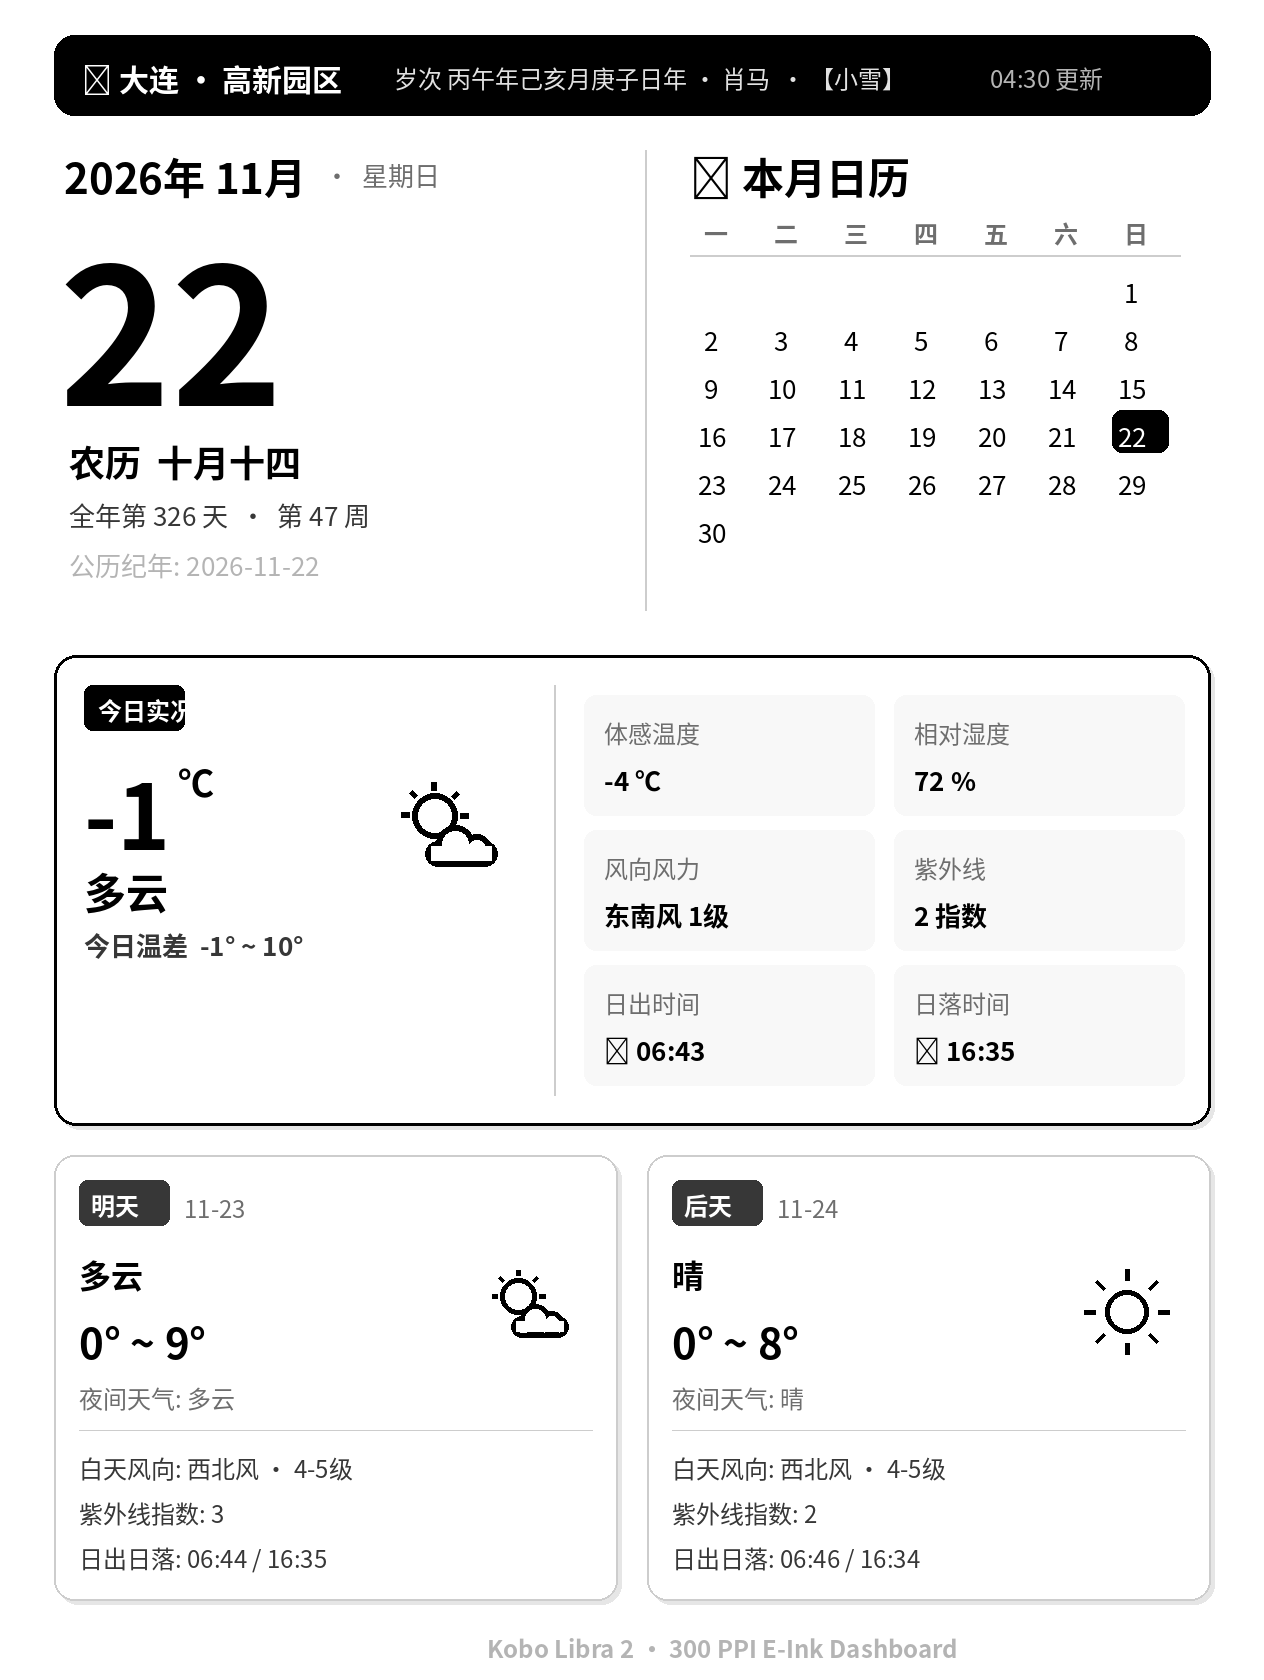 大连 · 高新园区 岁次 丙午年己亥月庚子日年 · 肖马 · 【小雪】 04:30 更新
2026年 11月 · 星期日
22
农历 十月十四
全年第 326 天 · 第 47 周
公历纪年: 2026-11-22
本月日历
一 二 三 四 五 六 日
1
2 3 4 5 6 7 8
9 10 11 12 13 14 15
16 17 18 19 20 21 22
23 24 25 26 27 28 29
30
今日实况
-1 °C
多云
今日温差 -1° ~ 10°
体感温度
-4 °C
相对湿度
72 %
风向风力
东南风 1级
紫外线
2 指数
日出时间
06:43
日落时间
16:35
明天 11-23
多云
0° ~ 9°
夜间天气: 多云
白天风向: 西北风 · 4-5级
紫外线指数: 3
日出日落: 06:44 / 16:35
后天 11-24
晴
0° ~ 8°
夜间天气: 晴
白天风向: 西北风 · 4-5级
紫外线指数: 2
日出日落: 06:46 / 16:34
Kobo Libra 2 · 300 PPI E-Ink Dashboard